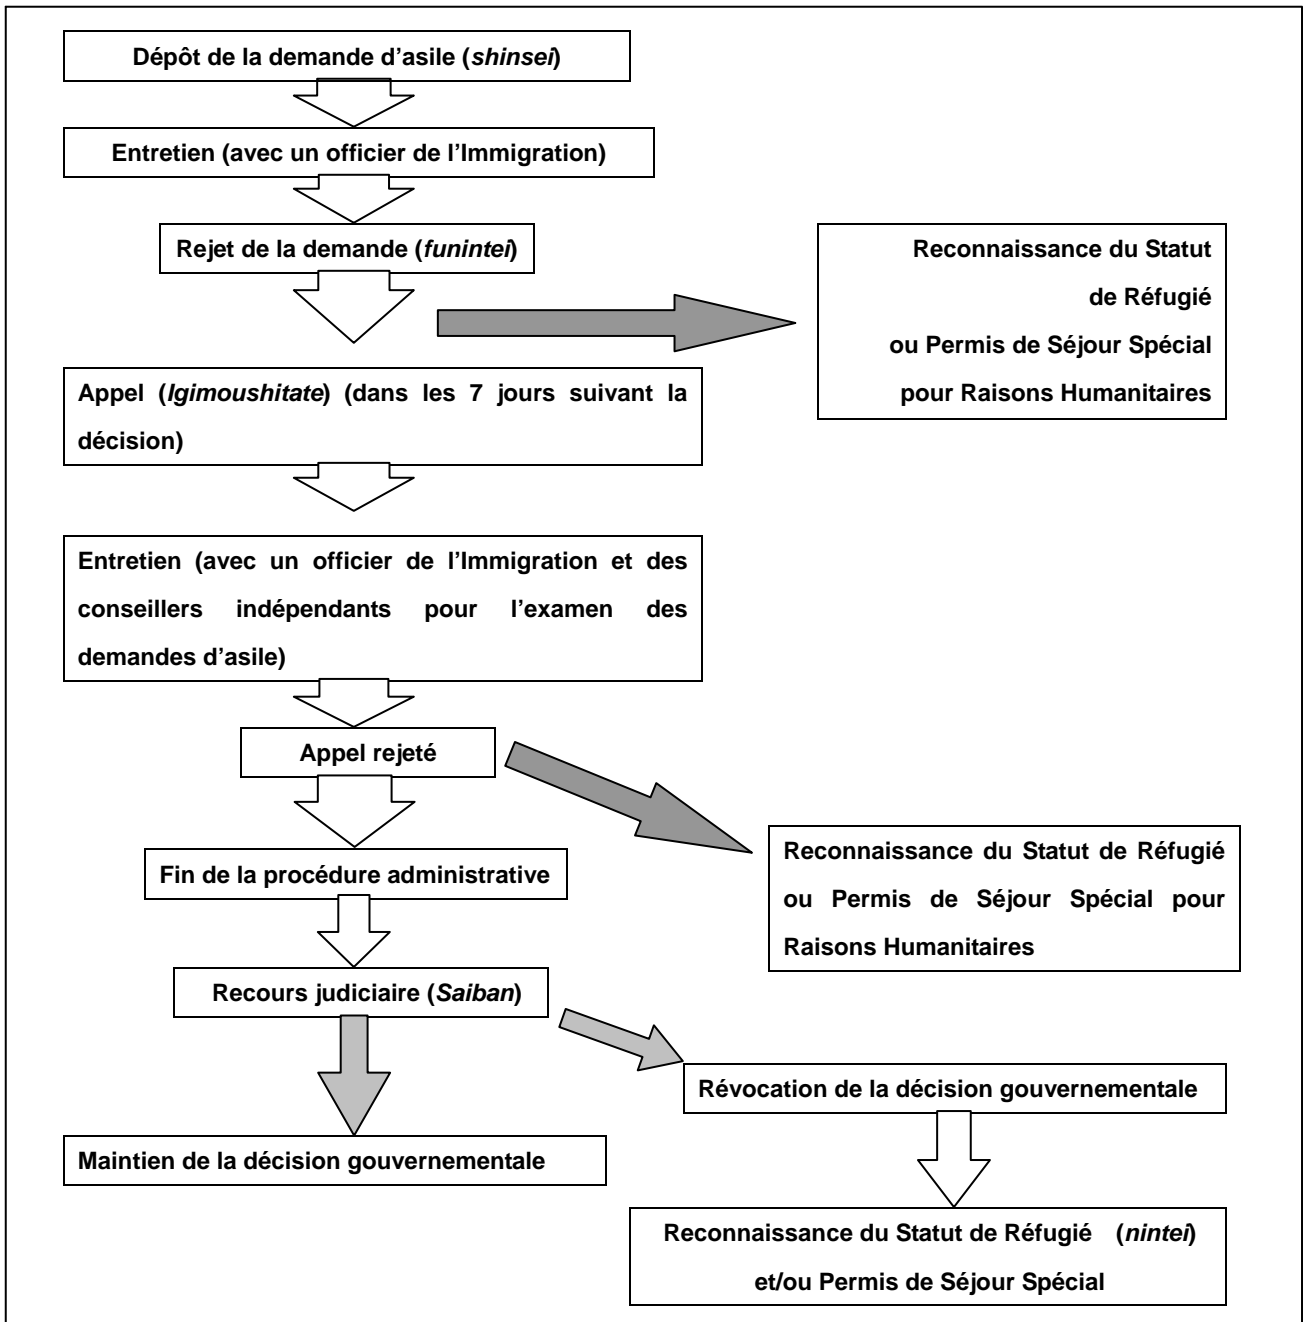 Dépôt de la demande d’asile (shinsei)
Entretien (avec un officier de l’Immigration)
Rejet de la demande (funintei)
Reconnaissance du Statut
de Réfugié
ou Permis de Séjour Spécial
pour Raisons Humanitaires
Appel (Igimoushitate) (dans les 7 jours suivant la
décision)
Entretien (avec un officier de l’Immigration et des
conseillers indépendants pour l’examen des
demandes d’asile)
Appel rejeté
Reconnaissance du Statut de Réfugié
ou Permis de Séjour Spécial pour
Raisons Humanitaires
Fin de la procédure administrative
Recours judiciaire (Saiban)
Révocation de la décision gouvernementale
Maintien de la décision gouvernementale
Reconnaissance du Statut de Réfugié (nintei)
et/ou Permis de Séjour Spécial